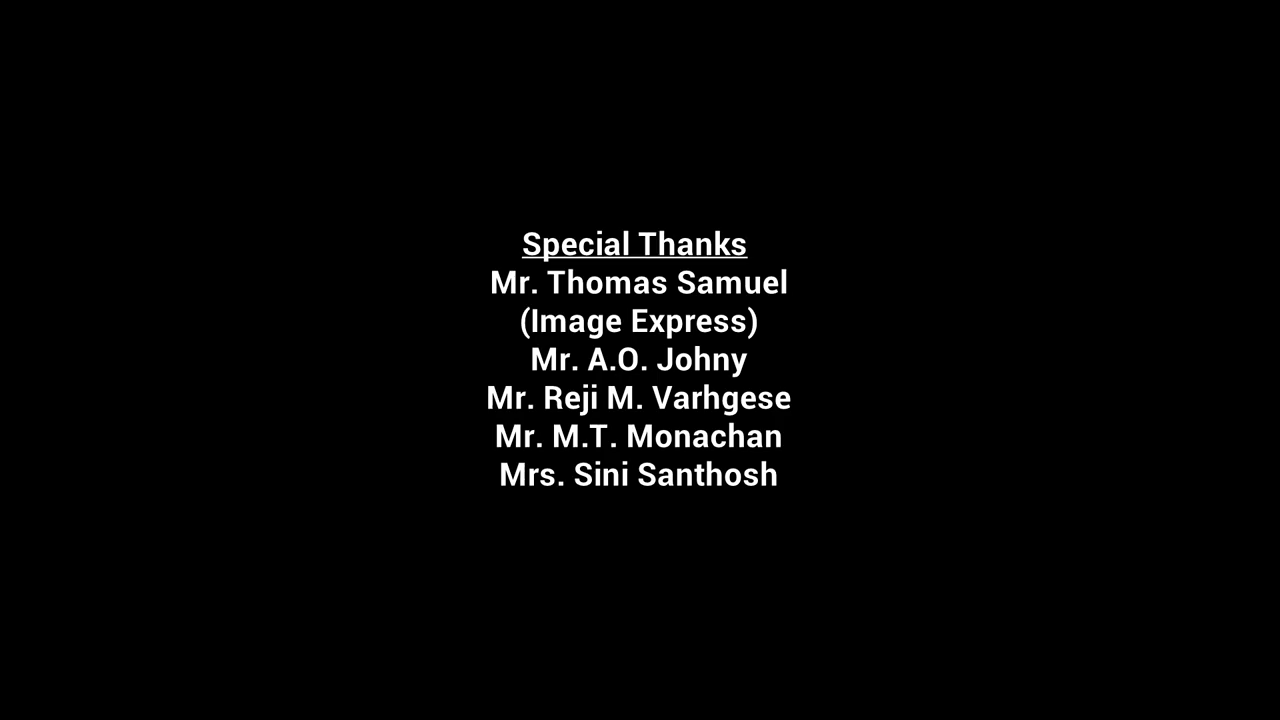 Special Thanks
Mr. Thomas Samuel
(Image Express)
Mr. A.O. Johny
Mr. Reji M. Varhgese
Mr. M.T. Monachan
Mrs. Sini Santhosh